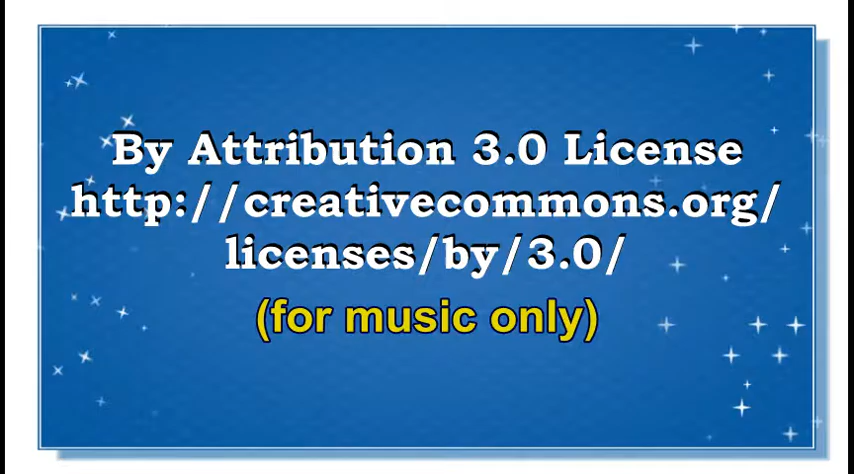 By Attribution 3.0 License
http://creativecommons.org/
licenses/by/3.0/
(for music only)